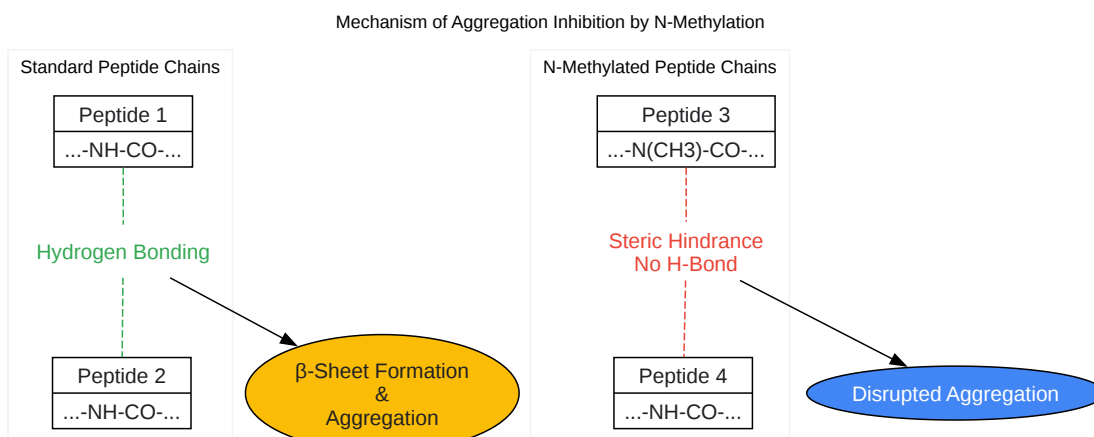 Mechanism of Aggregation Inhibition by N-Methylation
Standard Peptide Chains
Peptide 1
...-NH-CO-...
Hydrogen Bonding
Peptide 2
...-NH-CO-...
β-Sheet Formation
&
Aggregation
N-Methylated Peptide Chains
Peptide 3
...-N(CH3)-CO-...
Steric Hindrance
No H-Bond
Peptide 4
...-NH-CO-...
Disrupted Aggregation